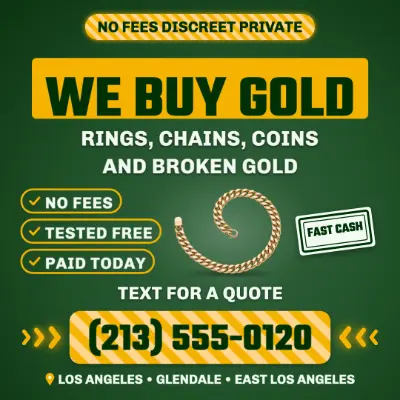 NO FEES DISCREET PRIVATE
WE BUY GOLD
RINGS, CHAINS, COINS
AND BROKEN GOLD
NO FEES
TESTED FREE
PAID TODAY
FAST CASH
TEXT FOR A QUOTE
(213) 555-0120
LOS ANGELES • GLENDALE • EAST LOS ANGELES